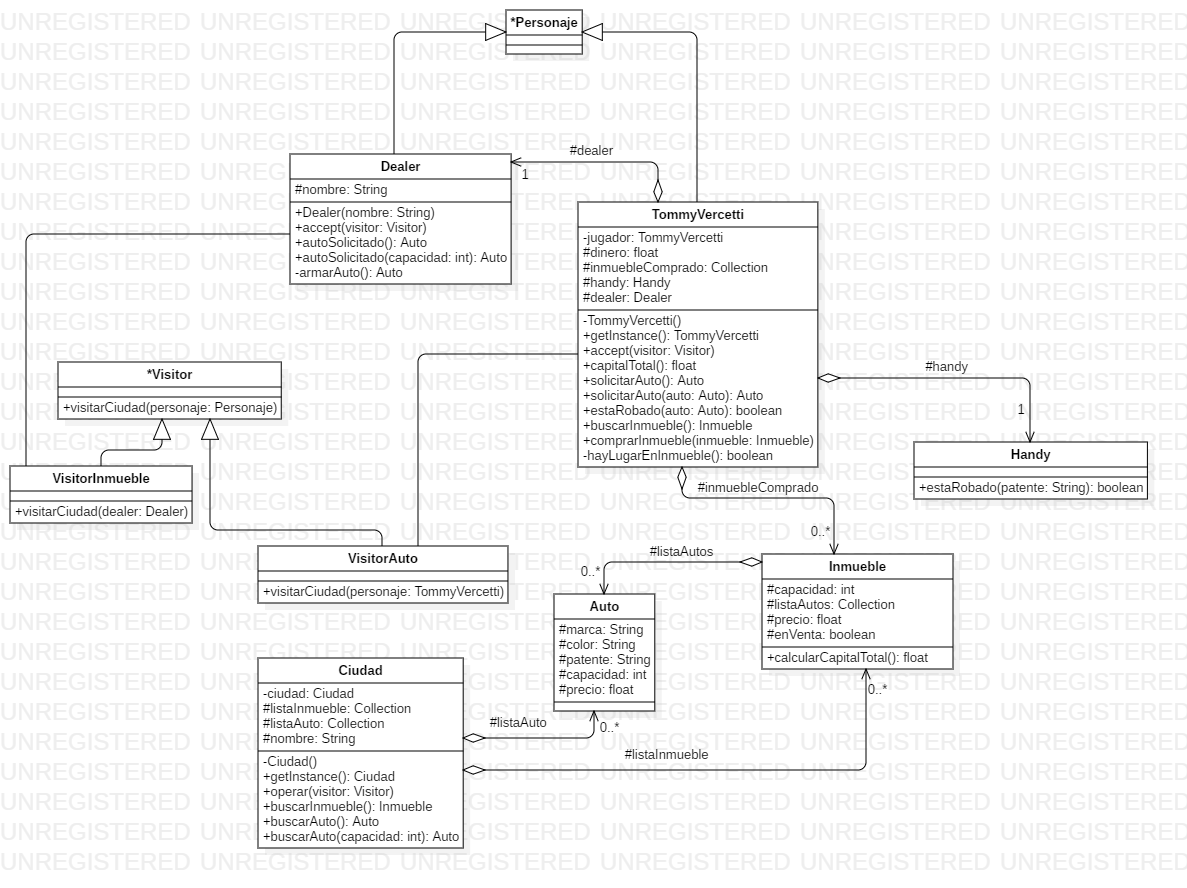 *Personaje
#dealer
1
Dealer
#nombre: String
+Dealer(nombre: String)
+accept(visitor: Visitor)
+autoSolicitado(): Auto
+autoSolicitado(capacidad: int): Auto
-armarAuto(): Auto
TommyVercetti
-jugador: TommyVercetti
#dinero: float
#inmuebleComprado: Collection
#handy: Handy
#dealer: Dealer
-TommyVercetti()
+getInstance(): TommyVercetti
+accept(visitor: Visitor)
+capitalTotal(): float
+solicitarAuto(): Auto
+solicitarAuto(auto: Auto): Auto
+estaRobado(auto: Auto): boolean
+buscarInmueble(): Inmueble
+comprarInmueble(inmueble: Inmueble)
-hayLugarEnInmueble(): boolean
#handy
1
*Visitor
+visitarCiudad(personaje: Personaje)
Handy
+estaRobado(patente: String): boolean
VisitorInmueble
+visitarCiudad(dealer: Dealer)
#inmuebleComprado
0..*
VisitorAuto
+visitarCiudad(personaje: TommyVercetti)
#listaAutos
0..*
Inmueble
#capacidad: int
#listaAutos: Collection
#precio: float
#enVenta: boolean
+calcularCapitalTotal(): float
Auto
#marca: String
#color: String
#patente: String
#capacidad: int
#precio: float
Ciudad
-ciudad: Ciudad
#listaInmueble: Collection
#listaAuto: Collection
#nombre: String
-Ciudad()
+getInstance(): Ciudad
+operar(visitor: Visitor)
+buscarInmueble(): Inmueble
+buscarAuto(): Auto
+buscarAuto(capacidad: int): Auto
#listaAuto
0..*
#listaInmueble
0..*
UNREGISTERED